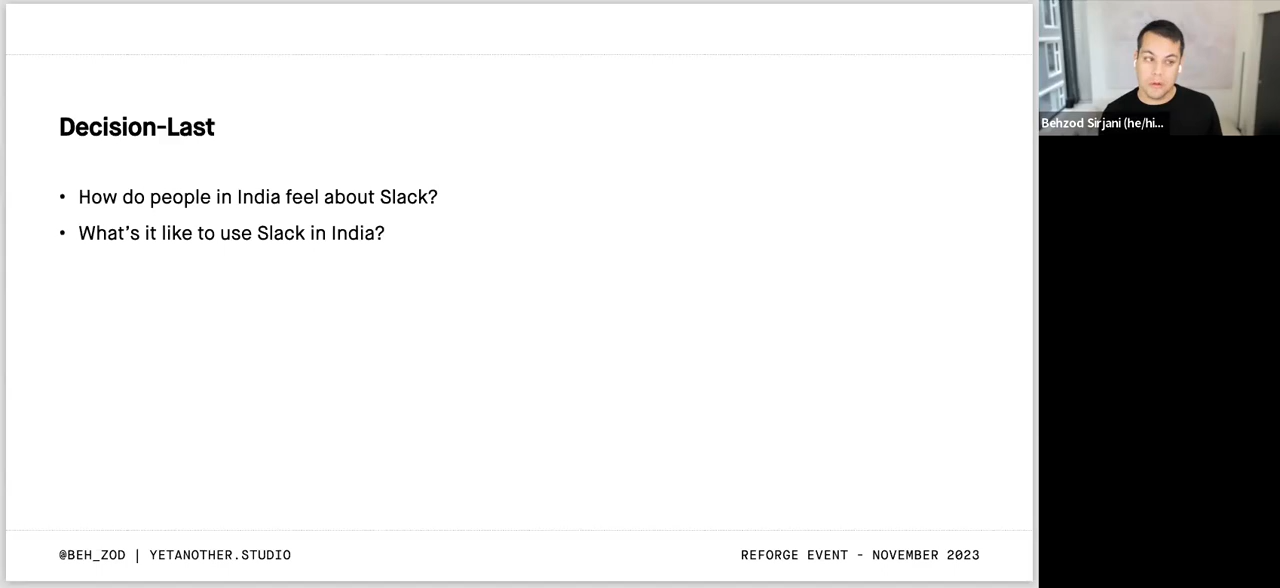 Decision-Last
• How do people in India feel about Slack?
• What's it like to use Slack in India?
@BEH_ZOD | YETANOTHER.STUDIO
REFORGE EVENT - NOVEMBER 2023
Behzod Sirjani (he/hi...